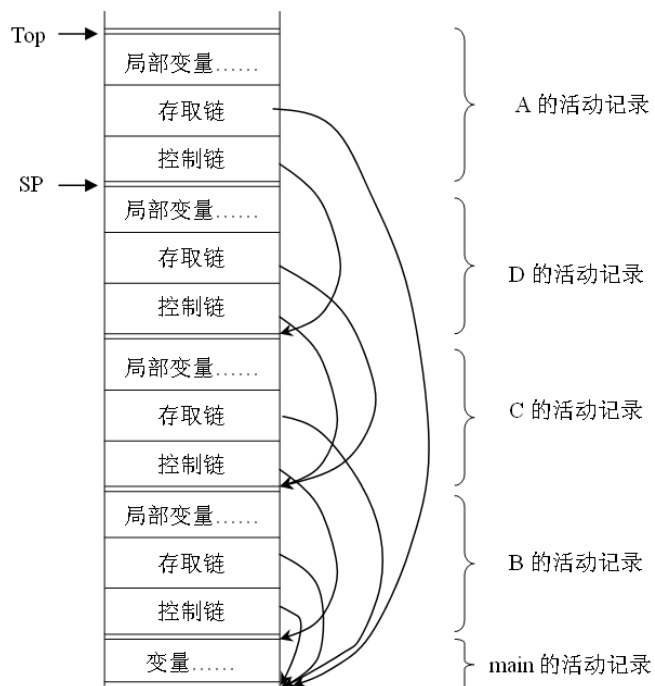 Top
局部变量……
存取链
A 的活动记录
控制链
SP
局部变量……
存取链
D 的活动记录
控制链
局部变量……
存取链
C 的活动记录
控制链
局部变量……
存取链
B 的活动记录
控制链
变量……
main 的活动记录